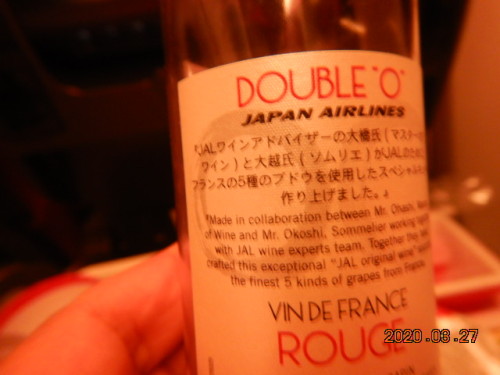 DOUBLE "O"
JAPAN AIRLINES
"JALワインアドバイザーの大橋氏(マスター
ワイン)と大越氏(ソムリエ)がJALのために
フランスの5種のブドウを使用したスペシャル
作り上げました。
"Made in collaboration between Mr. Ohashi,
of Wine and Mr. Okoshi, Sommelier working
with JAL wine experts team. Together they
crafted this exceptional "JAL original wine"
the finest 5 kinds of grapes from France.
VIN DE FRANCE
ROUGE
2020.03.27